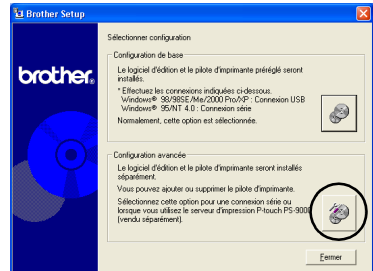 Brother Setup
Sélectionner configuration
brother®
Configuration de base
Le logiciel d'édition et le pilote d'imprimante préréglé seront
installés.
* Effectuez les connexions indiquées ci-dessous.
Windows® 98/98SE/Me/2000 Pro/XP : Connexion USB
Windows® 95/NT 4.0 : Connexion série
Normalement, cette option est sélectionnée.
Configuration avancée
Le logiciel d'édition et le pilote d'imprimante seront installés
séparément.
Vous pouvez ajouter ou supprimer le pilote d'imprimante.
Sélectionnez cette option pour une connexion série ou
lorsque vous utilisez le serveur d'impression P-touch PS-9000
(vendu séparément).
Fermer